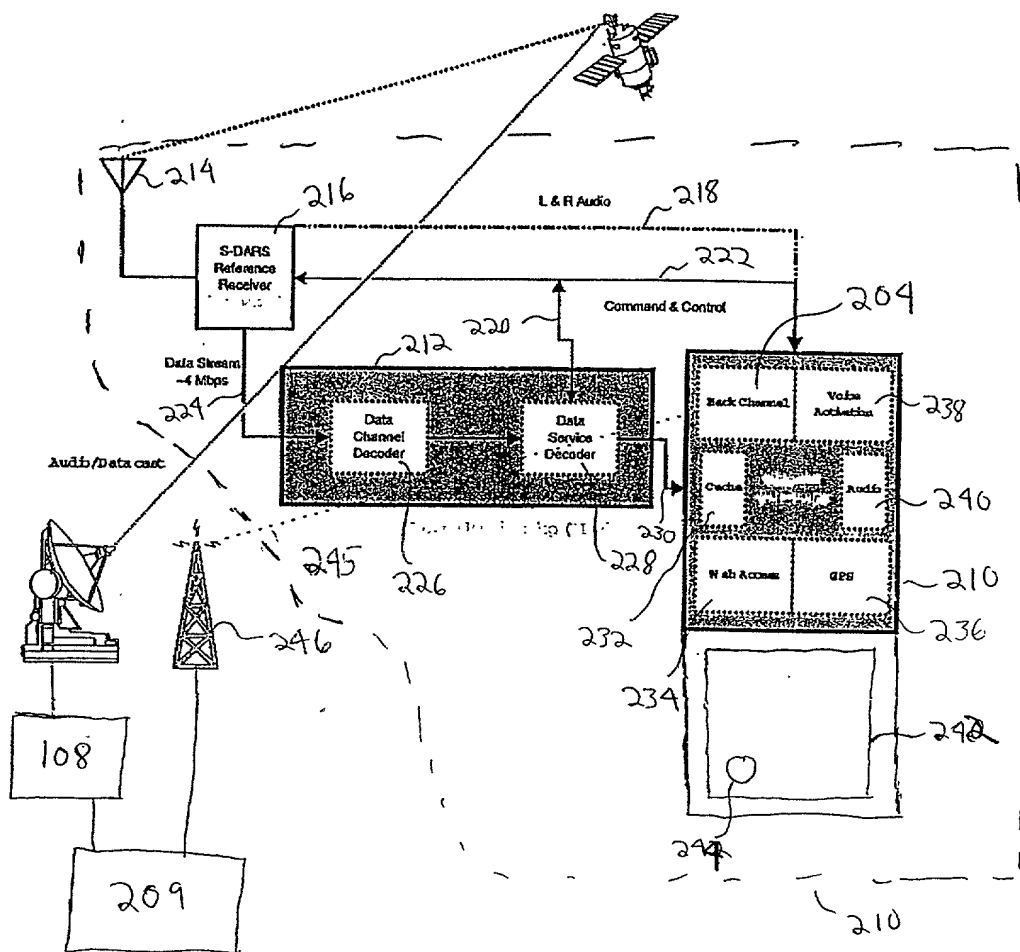 214
216
L & R Audio
218
S-DARS
Reference
Receiver
222
204
220
Command & Control
212
Data Stream
~4 Mbps
224
Back Channel
Voice
Activation
238
Data
Channel
Decoder
Data
Service
Decoder
Audio/Data cast
Cache
Audio
240
230
245
226
228
Web Access
GPS
210
246
232
236
234
108
242
244
209
210